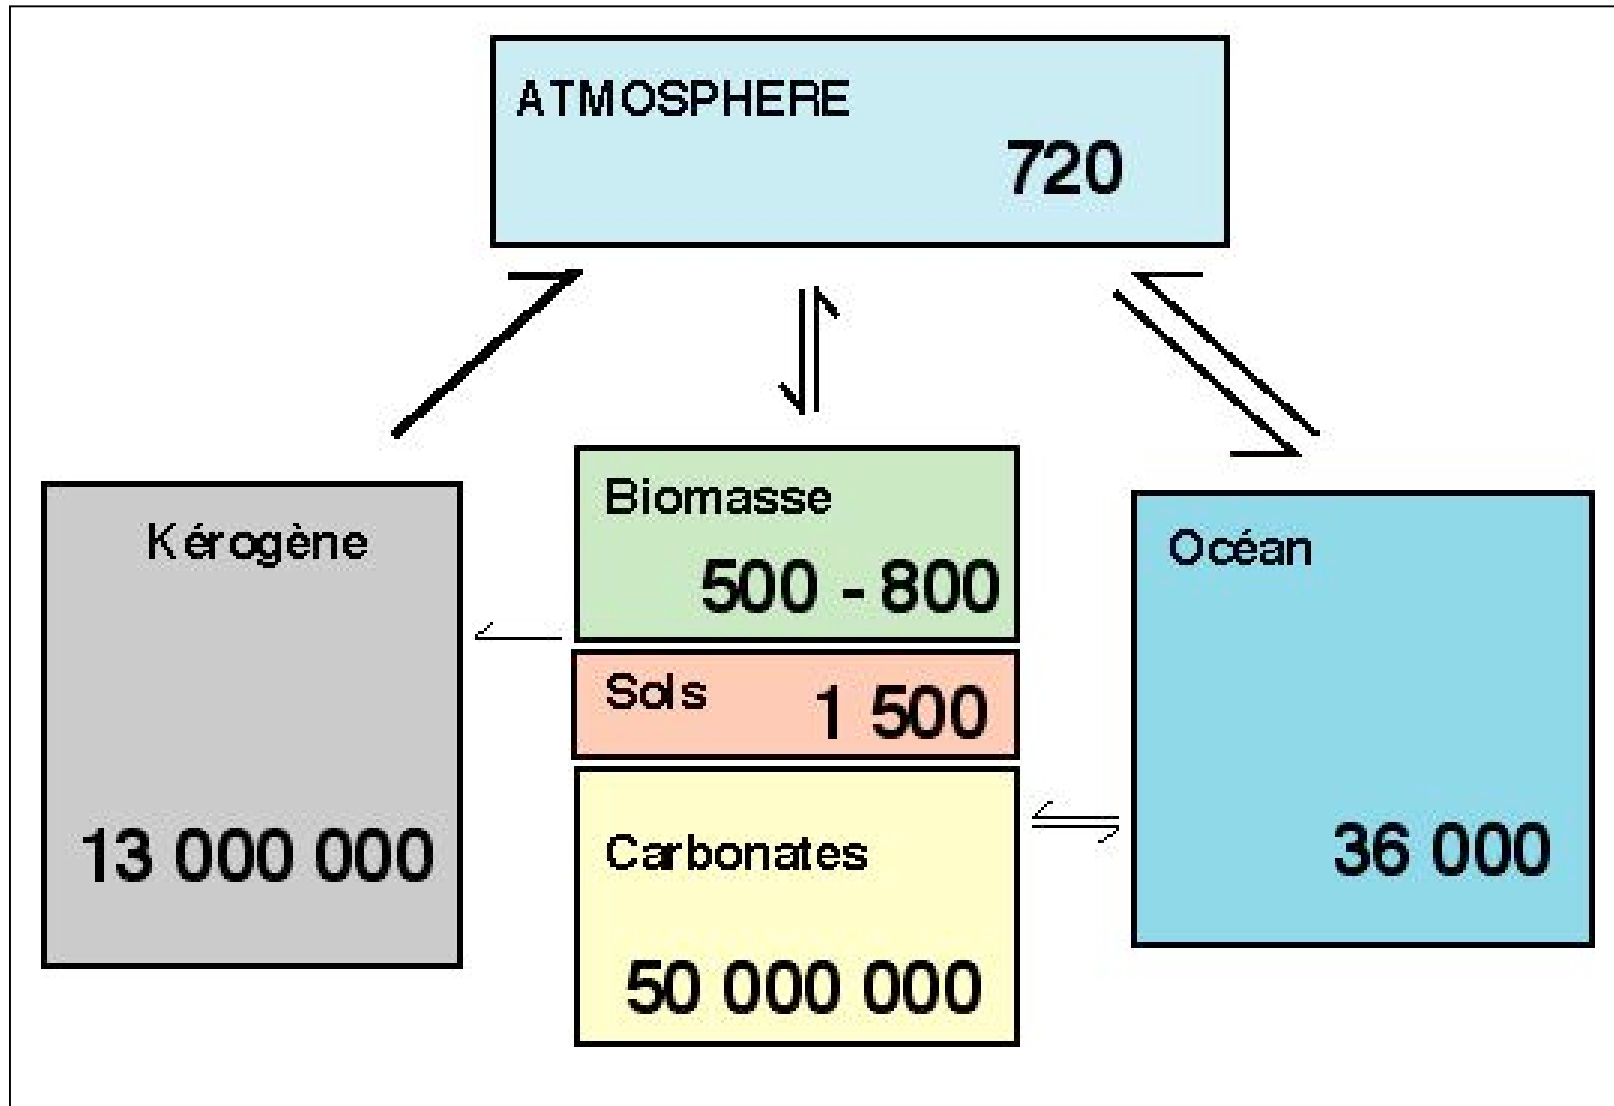 ATMOSPHERE
720
Kérogène
13 000 000
Biomasse
500 - 800
Sols 1 500
Carbonates
50 000 000
Océan
36 000